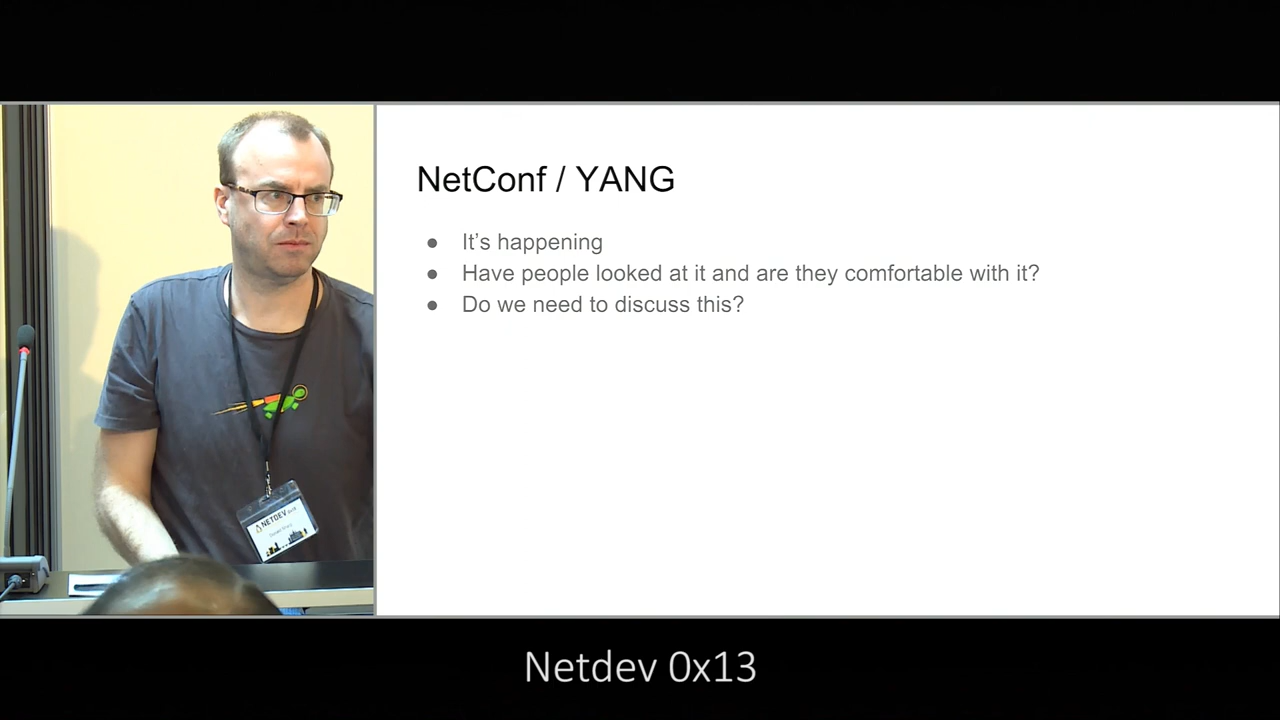 NetConf / YANG
● It’s happening
● Have people looked at it and are they comfortable with it?
● Do we need to discuss this?
NETDEV
Netdev 0x13